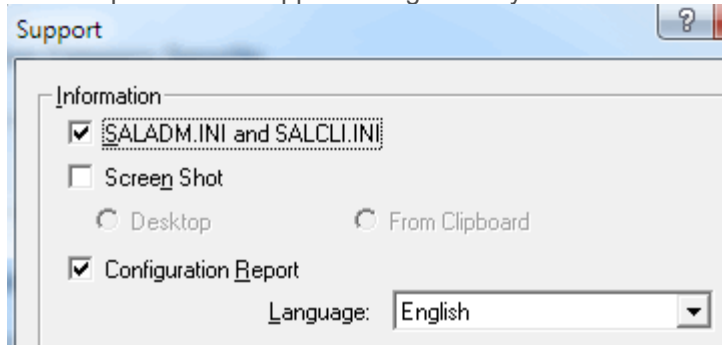 Support
Information
SALADM.INI and SALCLI.INI
Screen Shot
Desktop From Clipboard
Configuration Report
Language: English